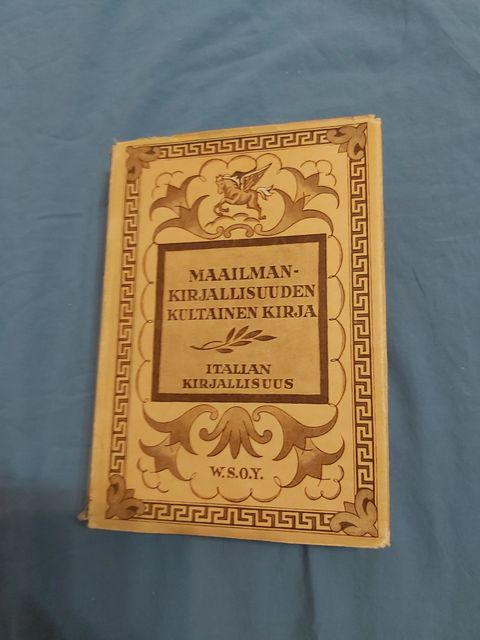 MAAILMAN-
KIRJALLISUUDEN
KULTAINEN KIRJA
ITALIAN
KIRJALLISUUS
W.S.O.Y.